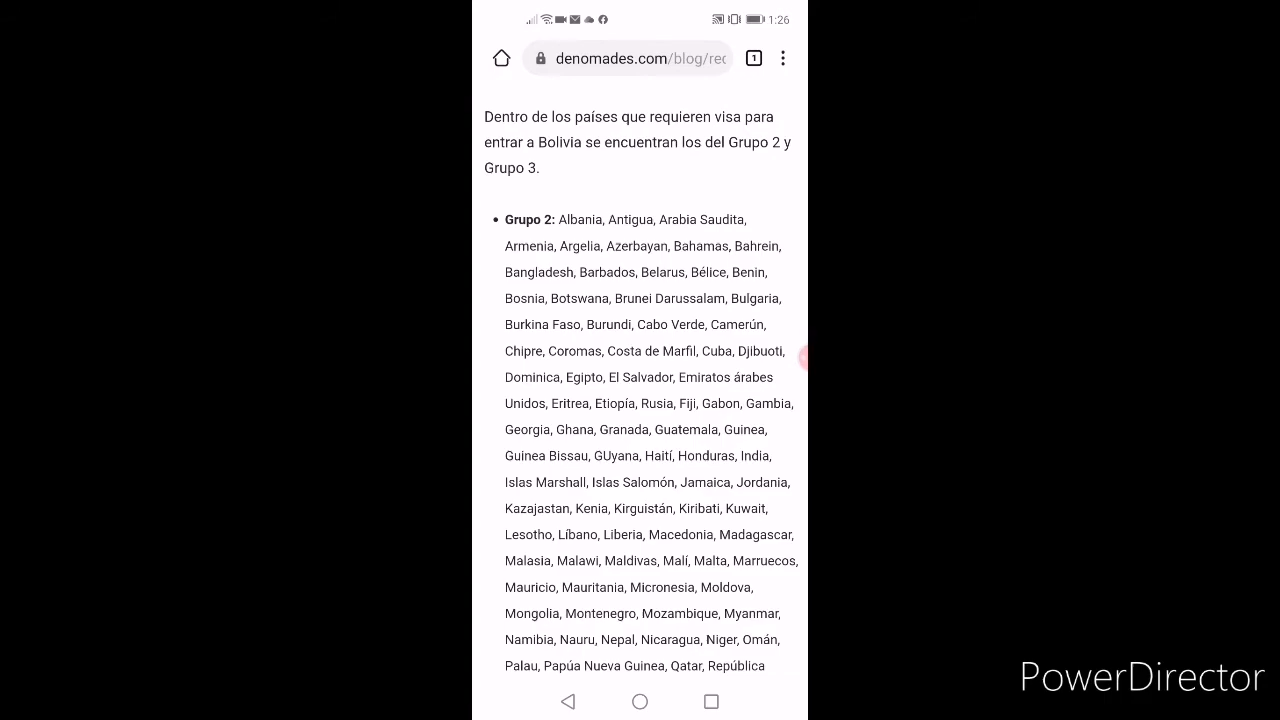 1:26
denomades.com/blog/rec
1
Dentro de los países que requieren visa para
entrar a Bolivia se encuentran los del Grupo 2 y
Grupo 3.
• Grupo 2: Albania, Antigua, Arabia Saudita,
Armenia, Argelia, Azerbayan, Bahamas, Bahrein,
Bangladesh, Barbados, Belarus, Bélice, Benin,
Bosnia, Botswana, Brunei Darussalam, Bulgaria,
Burkina Faso, Burundi, Cabo Verde, Camerún,
Chipre, Coromas, Costa de Marfil, Cuba, Djibuoti,
Dominica, Egipto, El Salvador, Emiratos árabes
Unidos, Eritrea, Etiopía, Rusia, Fiji, Gabon, Gambia,
Georgia, Ghana, Granada, Guatemala, Guinea,
Guinea Bissau, GUyana, Haití, Honduras, India,
Islas Marshall, Islas Salomón, Jamaica, Jordania,
Kazajastan, Kenia, Kirguistán, Kiribati, Kuwait,
Lesotho, Líbano, Liberia, Macedonia, Madagascar,
Malasia, Malawi, Maldivas, Malí, Malta, Marruecos,
Mauricio, Mauritania, Micronesia, Moldova,
Mongolia, Montenegro, Mozambique, Myanmar,
Namibia, Nauru, Nepal, Nicaragua, Niger, Omán,
Palau, Papúa Nueva Guinea, Qatar, República
PowerDirector